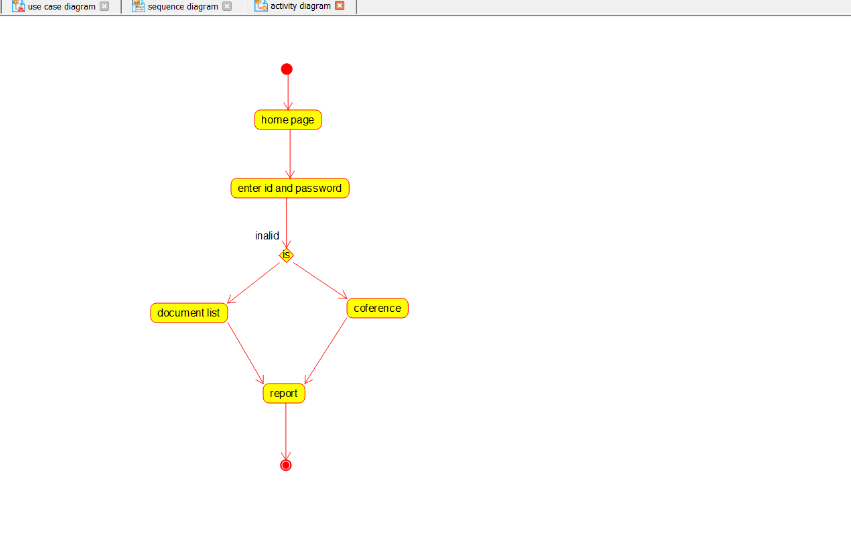 use case diagram
sequence diagram
activity diagram
home page
enter id and password
inalid
is
document list
coference
report